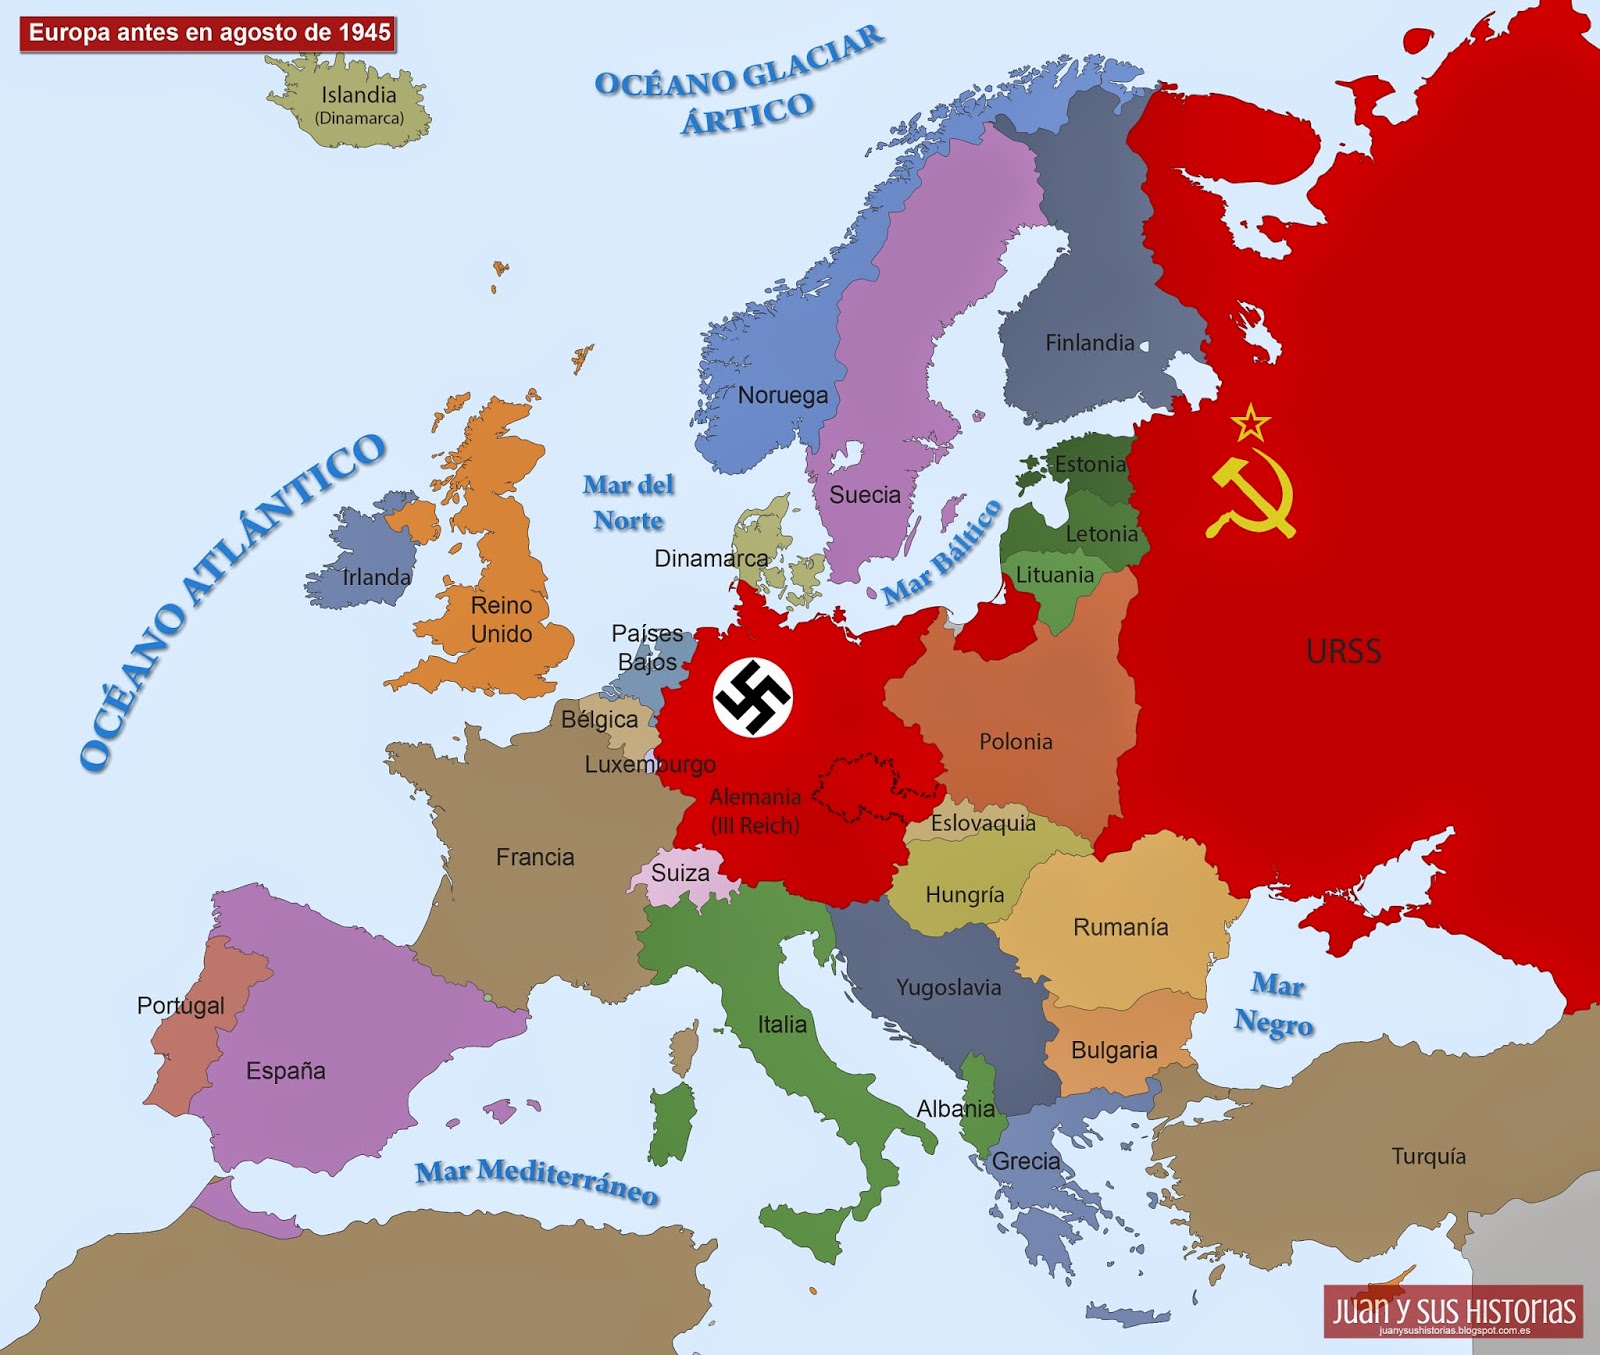 Europa antes en agosto de 1945
OCÉANO GLACIAR
ÁRTICO
Islandia
(Dinamarca)
Finlandia
Noruega
OCÉANO ATLÁNTICO
Mar del
Norte
Suecia
Estonia
Letonia
Mar Báltico
Dinamarca
Lituania
Irlanda
Reino
Unido
Países
Bajos
URSS
Bélgica
Polonia
Luxemburgo
Alemania
(III Reich)
Eslovaquia
Francia
Suiza
Hungría
Rumanía
Yugoslavia
Mar
Negro
Portugal
Italia
Bulgaria
España
Albania
Grecia
Turquía
Mar Mediterráneo
JUAN Y SUS HISTORIAS
juanysushistorias.blogspot.com.es